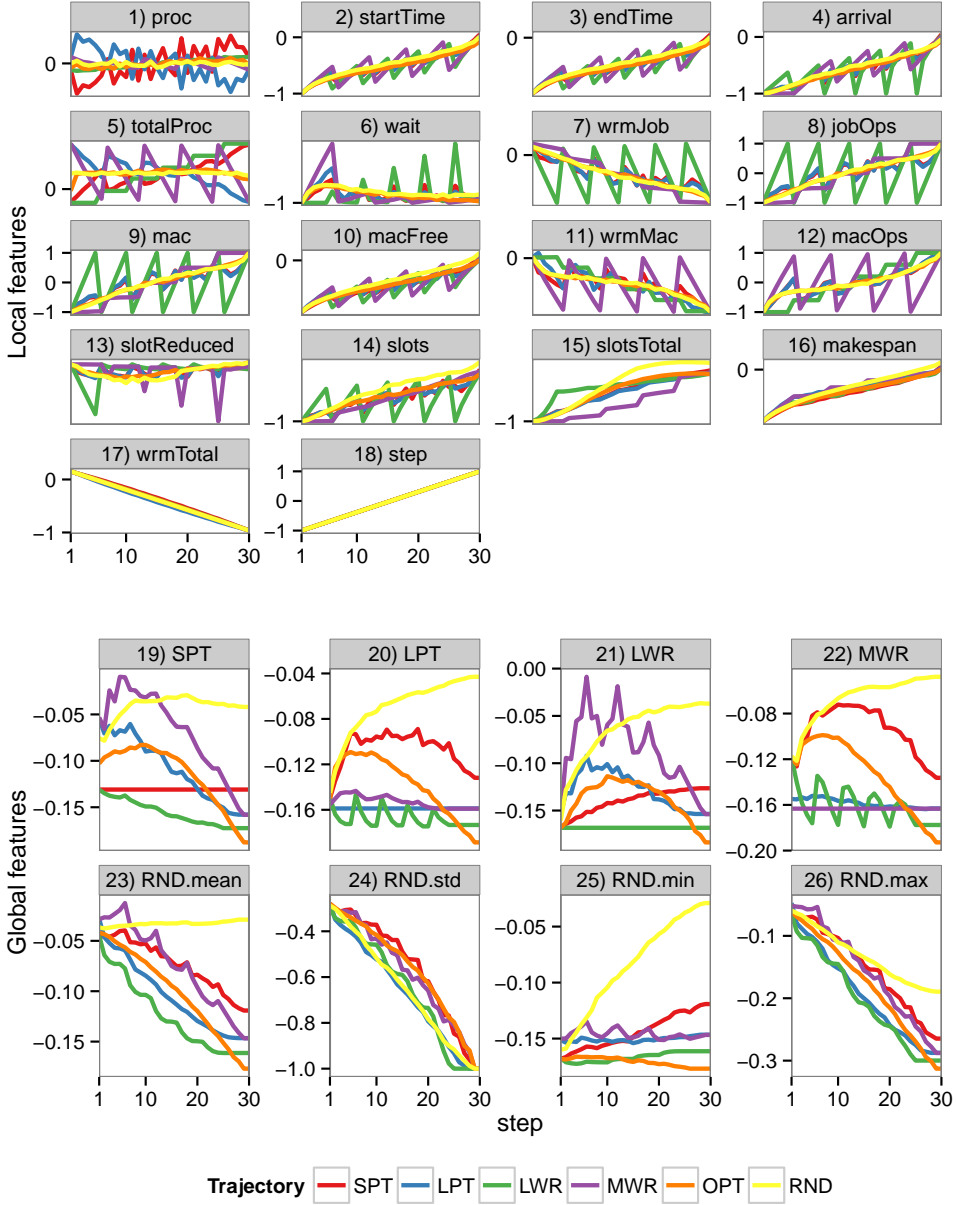 1) proc
2) startTime
3) endTime
4) arrival
0
0
−1
0
−1
0
−1
5) totalProc
6) wait
7) wrmJob
8) jobOps
0
−1
0
1
0
−1
9) mac
10) macFree
11) wrmMac
12) macOps
1
0
−1
0
0
1
0
−1
13) slotReduced
14) slots
15) slotsTotal
16) makespan
−1
−1
0
17) wrmTotal
18) step
0
−1
1
0
−1
1
10
20
30
1
10
20
30
Local features
19) SPT
20) LPT
21) LWR
22) MWR
−0.05
−0.10
−0.15
−0.04
−0.08
−0.12
−0.16
0.00
−0.05
−0.10
−0.15
−0.08
−0.12
−0.16
−0.20
23) RND.mean
24) RND.std
25) RND.min
26) RND.max
−0.05
−0.10
−0.15
−0.4
−0.6
−0.8
−1.0
−0.05
−0.10
−0.15
−0.1
−0.2
−0.3
1
10
20
30
1
10
20
30
1
10
20
30
1
10
20
30
Global features
step
Trajectory SPT LPT LWR MWR OPT RND